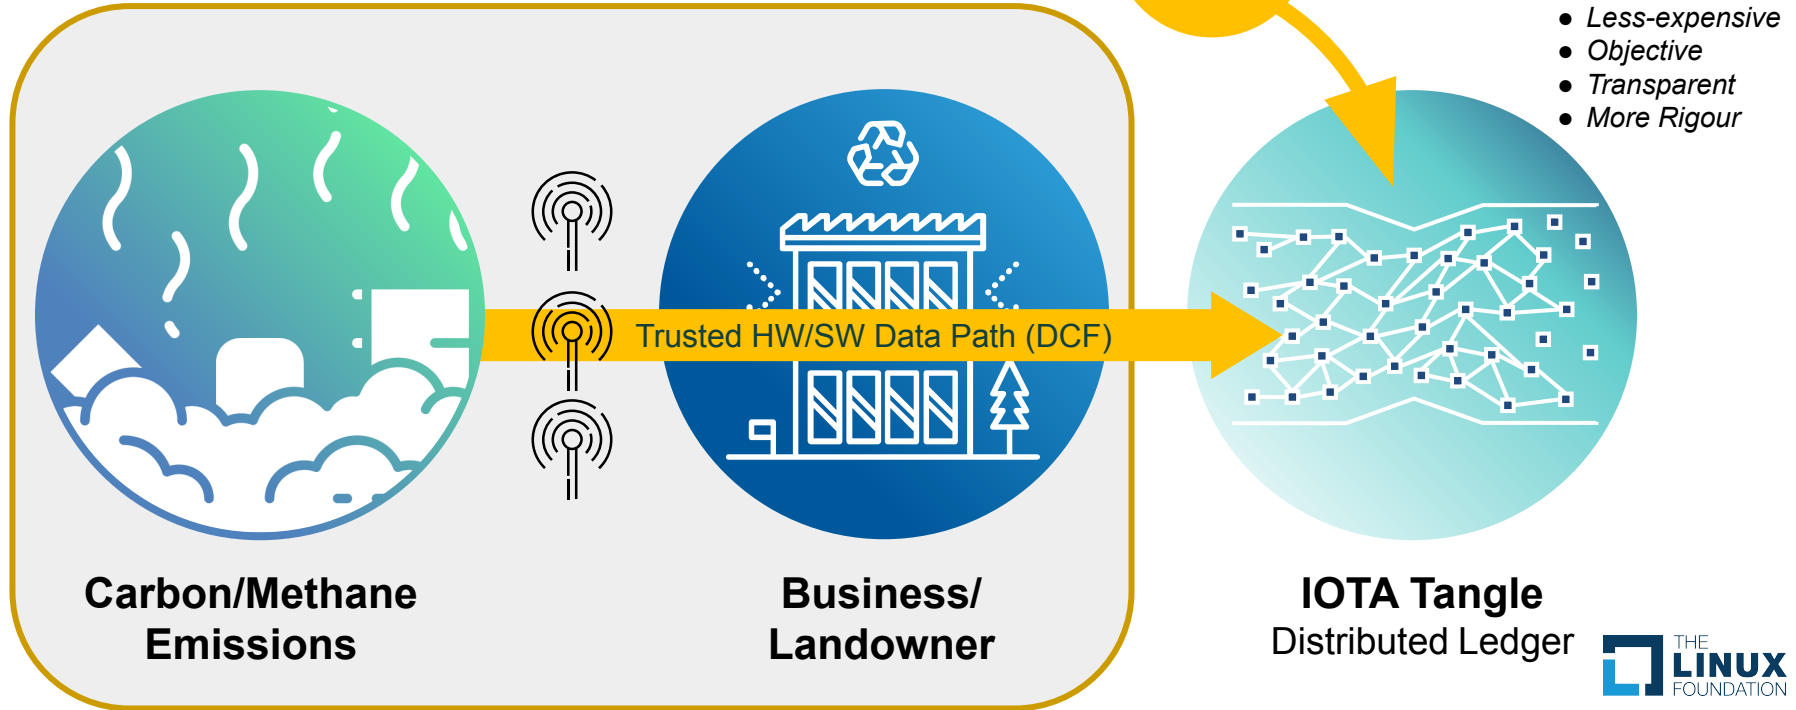 ● Less-expensive
● Objective
● Transparent
● More Rigour
Trusted HW/SW Data Path (DCF)
Carbon/Methane
Emissions
Business/
Landowner
IOTA Tangle
Distributed Ledger
THE
LINUX
FOUNDATION